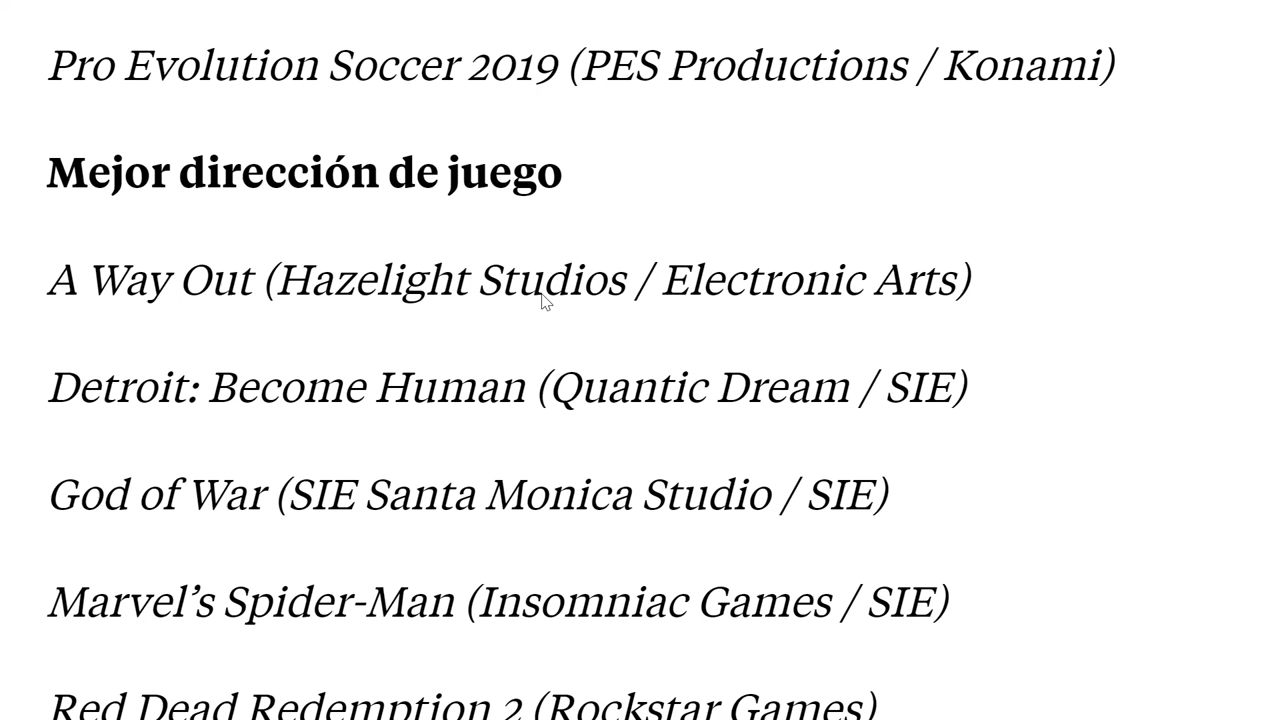 Pro Evolution Soccer 2019 (PES Productions / Konami)
Mejor dirección de juego
A Way Out (Hazelight Studios / Electronic Arts)
Detroit: Become Human (Quantic Dream / SIE)
God of War (SIE Santa Monica Studio / SIE)
Marvel’s Spider-Man (Insomniac Games / SIE)
Red Dead Redemption 2 (Rockstar Games)